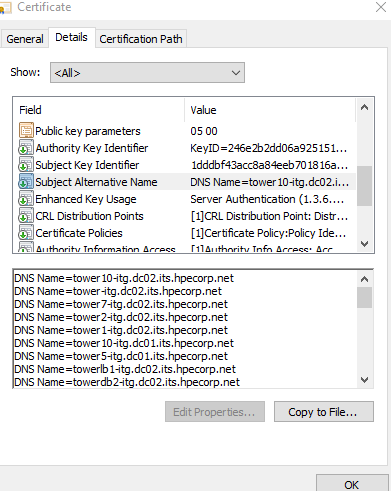 Certificate
General Details Certification Path
Show: <All>
Field Value
Public key parameters 05 00
Authority Key Identifier KeyID=246e2b2dd06a925151...
Subject Key Identifier 1dddbf43acc8a84eeb701816a...
Subject Alternative Name DNS Name=tower10-itg.dc02.i...
Enhanced Key Usage Server Authentication (1.3.6....
CRL Distribution Points [1]CRL Distribution Point: Distr...
Certificate Policies [1]Certificate Policy:Policy Ide...
Authority Information Access [1]Authority Info Access: Acc...
DNS Name=tower10-itg.dc02.its.hpecorp.net
DNS Name=tower-itg.dc02.its.hpecorp.net
DNS Name=tower7-itg.dc02.its.hpecorp.net
DNS Name=tower2-itg.dc02.its.hpecorp.net
DNS Name=tower1-itg.dc02.its.hpecorp.net
DNS Name=tower10-itg.dc01.its.hpecorp.net
DNS Name=tower5-itg.dc01.its.hpecorp.net
DNS Name=towerlb1-itg.dc02.its.hpecorp.net
DNS Name=towerdb2-itg.dc02.its.hpecorp.net
Edit Properties... Copy to File...
OK